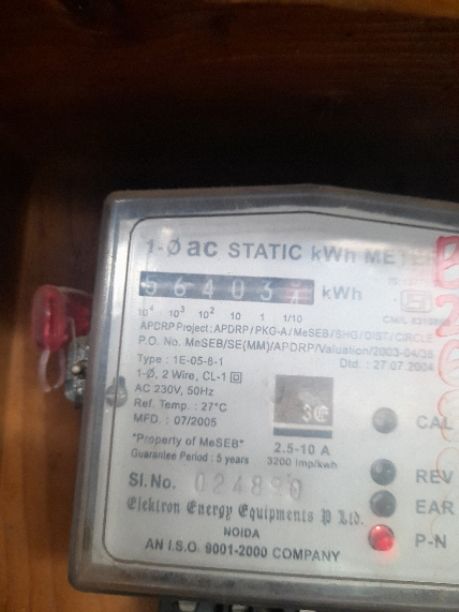 1-Ø ac STATIC kWh METER
56403 kWh
10⁴ 10³ 10² 10 1 1/10
APDRP Project: APDRP/PKG-A/MeSEB/SHG/DIST/CIRCLE
P.O. No. MeSEB/SE(MM)/APDRP/Valuation/2003-04/36
Dtd. : 27.07.2004
Type : 1E-05-6-1
1-Ø, 2 Wire, CL-1
AC 230V, 50Hz
Ref. Temp. : 27°C
MFD. : 07/2005
"Property of MeSEB"
Guarantee Period : 5 years
2.5-10 A
3200 imp/kwh
CAL
REV
EAR
P-N
Sl. No. 024890
Elektron Energy Equipments P Ltd.
NOIDA
AN I.S.O. 9001-2000 COMPANY